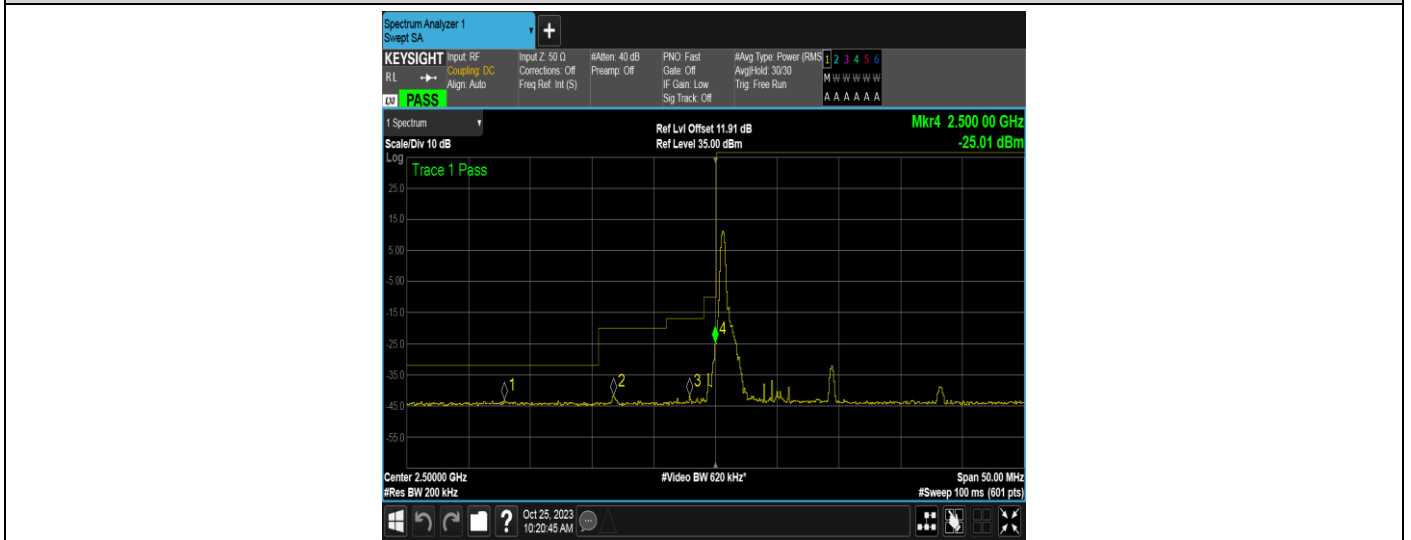 Spectrum Analyzer 1
Swept SA
+
KEYSIGHT
RL
LXI PASS
Input: RF
Coupling: DC
Align: Auto
Input Z: 50 Ω
Corrections: Off
Freq Ref: Int (S)
#Atten: 40 dB
Preamp: Off
PNO: Fast
Gate: Off
IF Gain: Low
Sig Track: Off
#Avg Type: Power (RMS
Avg|Hold: 30/30
Trig: Free Run
1 2 3 4 5 6
M W W W W W
A A A A A A
1 Spectrum
Scale/Div 10 dB
Ref Lvl Offset 11.91 dB
Ref Level 35.00 dBm
Mkr4 2.500 00 GHz
-25.01 dBm
Log
Trace 1 Pass
25.0
15.0
5.00
-5.00
-15.0
-25.0
-35.0
-45.0
-55.0
1
2
3
4
Center 2.50000 GHz
#Res BW 200 kHz
#Video BW 620 kHz*
Span 50.00 MHz
#Sweep 100 ms (601 pts)
?
Oct 25, 2023
10:20:45 AM